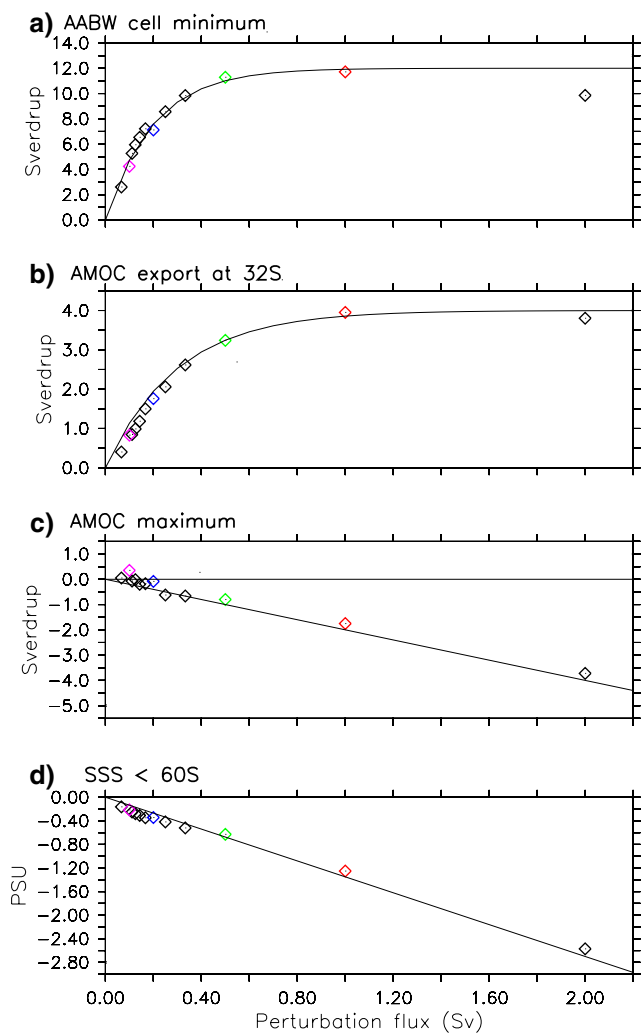 a) AABW cell minimum
14.0
12.0
10.0
8.0
6.0
4.0
2.0
0.0
Sverdrup
b) AMOC export at 32S
4.0
3.0
2.0
1.0
0.0
Sverdrup
c) AMOC maximum
1.0
0.0
-1.0
-2.0
-3.0
-4.0
-5.0
Sverdrup
d) SSS < 60S
0.00
-0.40
-0.80
-1.20
-1.60
-2.00
-2.40
-2.80
PSU
0.00 0.40 0.80 1.20 1.60 2.00
Perturbation flux (Sv)